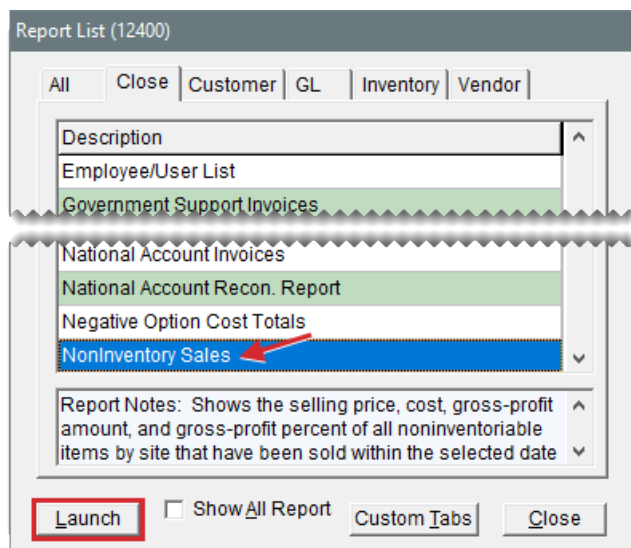 Report List (12400)
All Close Customer GL Inventory Vendor
Description
Employee/User List
Government Support Invoices
National Account Invoices
National Account Recon. Report
Negative Option Cost Totals
NonInventory Sales
Report Notes: Shows the selling price, cost, gross-profit
amount, and gross-profit percent of all noninventoriable
items by site that have been sold within the selected date
Launch Show All Report Custom Tabs Close